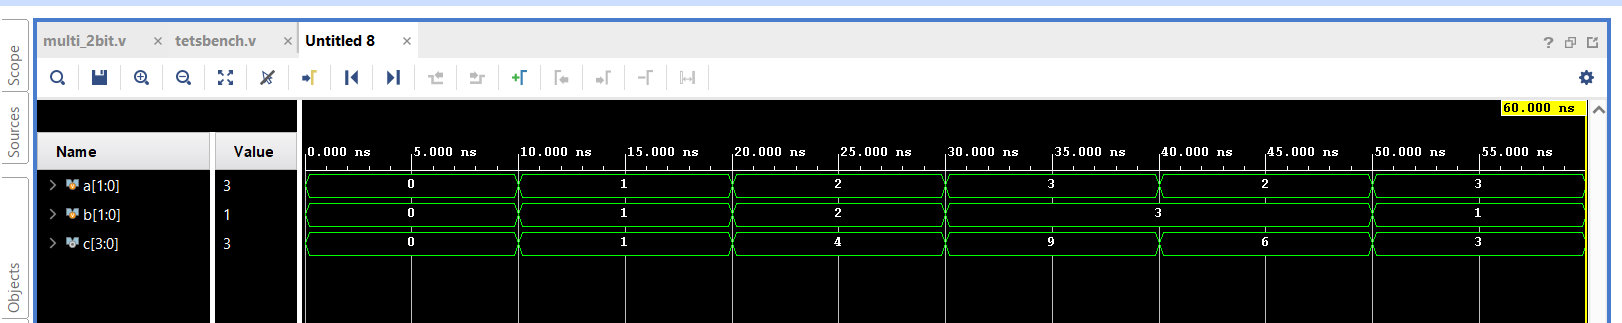 Scope
Sources
Objects
multi_2bit.v × tetsbench.v × Untitled 8 ×
?
60.000 ns
Name Value
0.000 ns 5.000 ns 10.000 ns 15.000 ns 20.000 ns 25.000 ns 30.000 ns 35.000 ns 40.000 ns 45.000 ns 50.000 ns 55.000 ns
a[1:0] 3 0 1 2 3 2 3
b[1:0] 1 0 1 2 3 1
c[3:0] 3 0 1 4 9 6 3